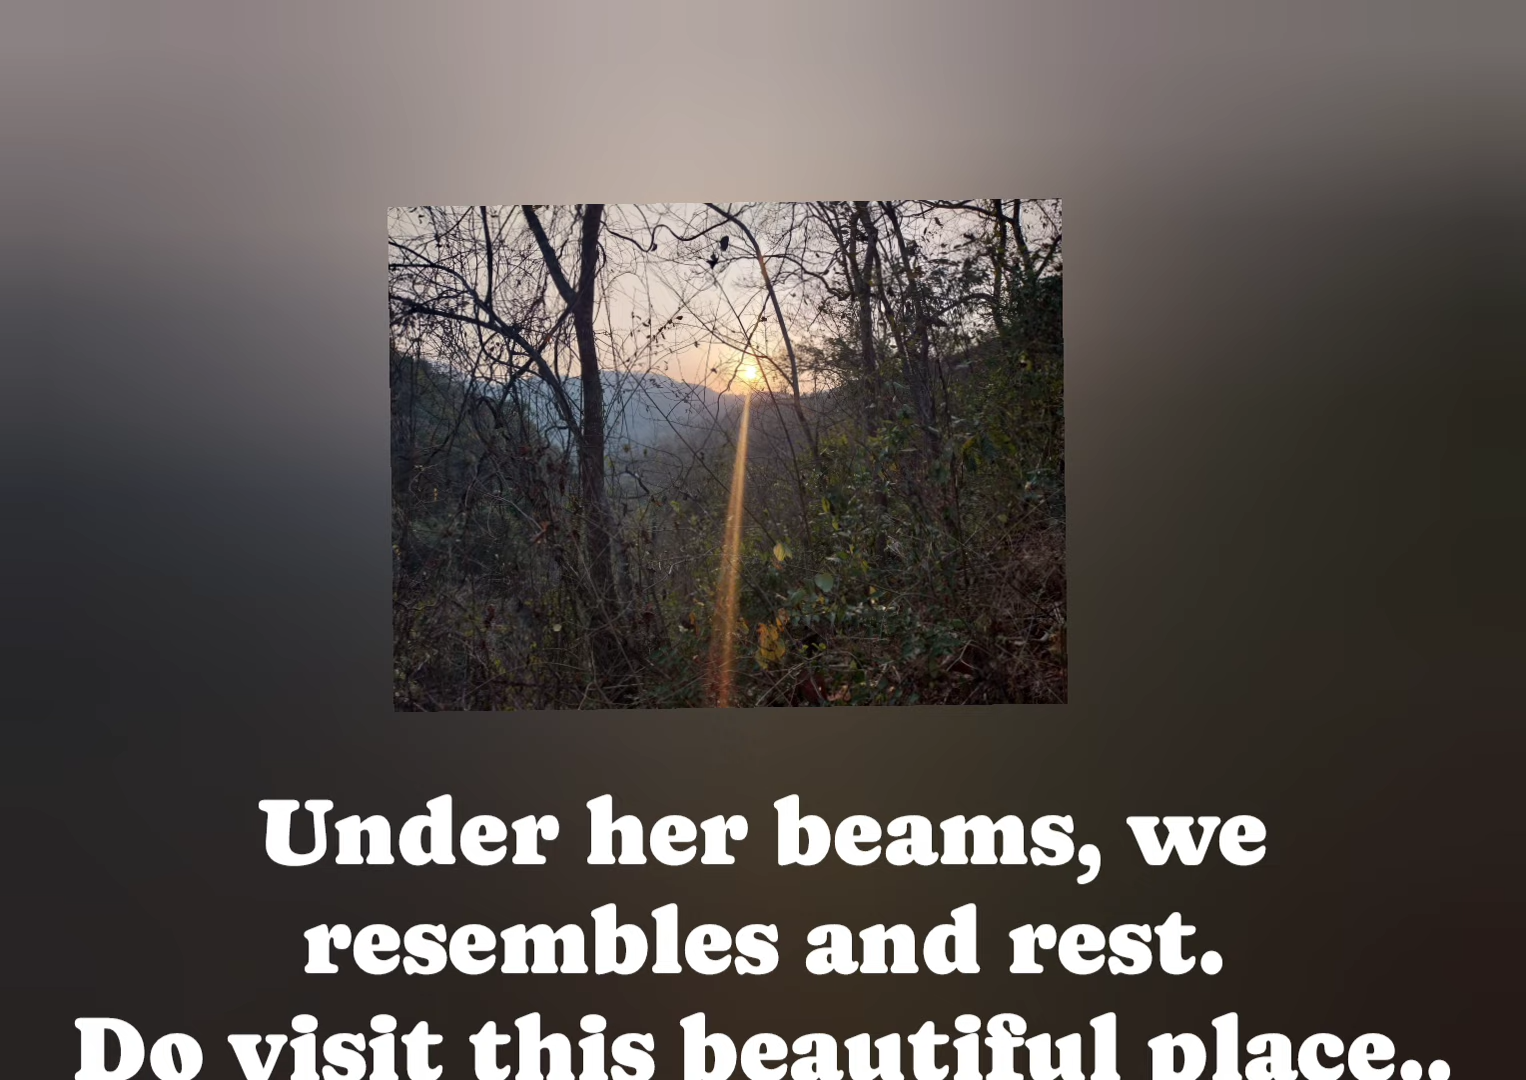 Under her beams, we
resembles and rest.
Do visit this beautiful place..